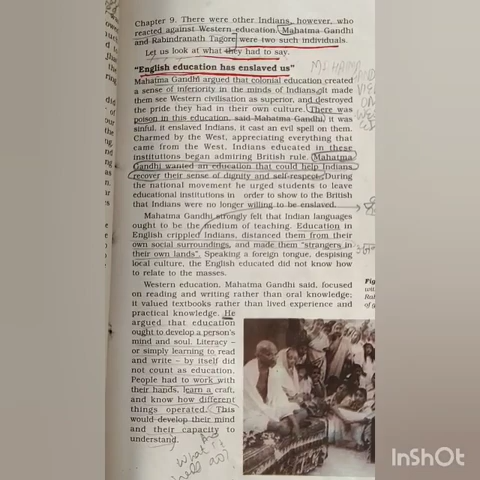 Chapter 9. There were other Indians, however, who
reacted against Western education. Mahatma Gandhi
and Rabindranath Tagore were two such individuals.
Let us look at what they had to say.
"English education has enslaved us"
Mahatma Gandhi argued that colonial education created
a sense of inferiority in the minds of Indians. It
made them see Western civilisation as superior, and destroyed
the pride they had in their own culture. There was
poison in this education, said Mahatma Gandhi, it was
sinful, it enslaved Indians, it cast an evil spell on them.
Charmed by the West, appreciating everything that
came from the West, Indians educated in these
institutions began admiring British rule. Mahatma
Gandhi wanted an education that could help Indians
recover their sense of dignity and self-respect. During
the national movement he urged students to leave
educational institutions in order to show to the British
that Indians were no longer willing to be enslaved.
Mahatma Gandhi strongly felt that Indian languages
ought to be the medium of teaching. Education in
English crippled Indians, distanced them from their
own social surroundings, and made them "strangers in
their own lands". Speaking a foreign tongue, despising
local culture, the English educated did not know how
to relate to the masses.
Western education, Mahatma Gandhi said, focused
on reading and writing rather than oral knowledge;
it valued textbooks rather than lived experience and
practical knowledge. He
argued that education
ought to develop a person's
mind and soul. Literacy –
or simply learning to read
and write – by itself did
not count as education.
People had to work with
their hands, learn a craft,
and know how different
things operated. This
would develop their mind
and their capacity to
understand.
what
Fig
InShOt